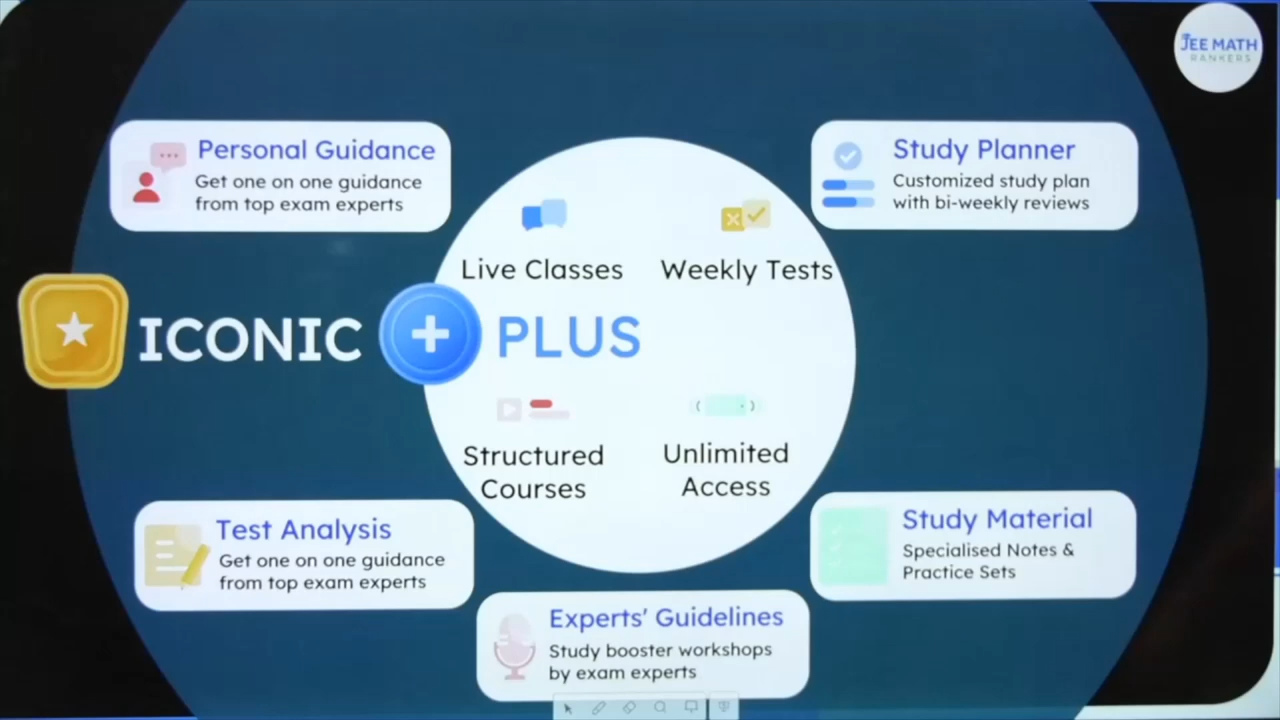 JEE MATH
RANKERS
Personal Guidance
Get one on one guidance
from top exam experts
Study Planner
Customized study plan
with bi-weekly reviews
Live Classes
Weekly Tests
ICONIC
PLUS
Structured
Courses
Unlimited
Access
Test Analysis
Get one on one guidance
from top exam experts
Study Material
Specialised Notes &
Practice Sets
Experts' Guidelines
Study booster workshops
by exam experts